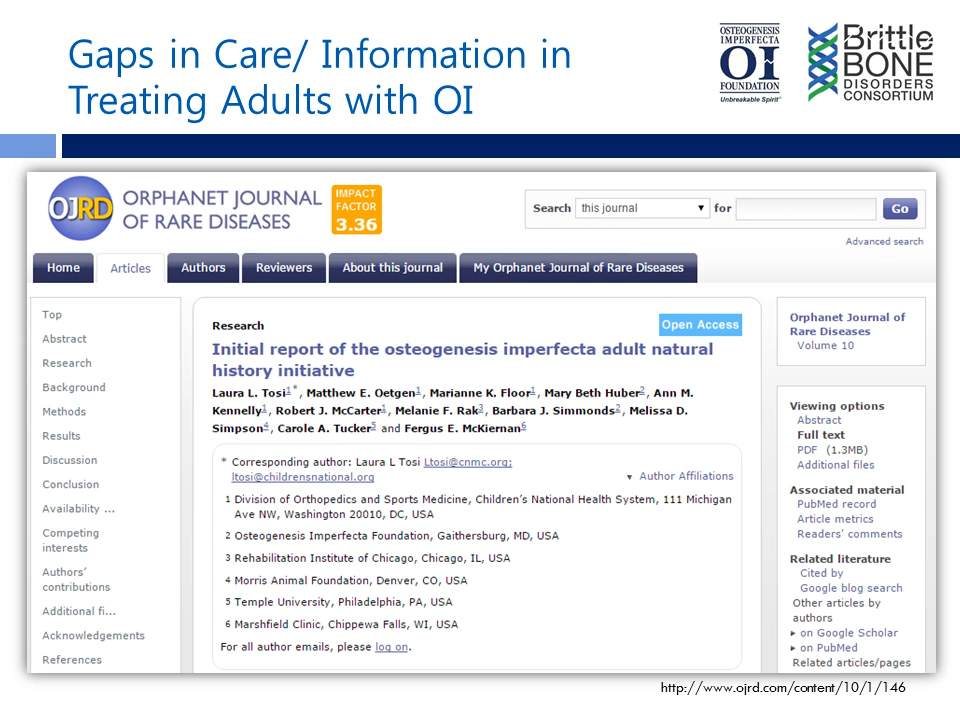 Gaps in Care/ Information in
Treating Adults with OI
OSTEOGENESIS
IMPERFECTA
OI
FOUNDATION
Unbreakable Spirit®
Brittle
BONE
DISORDERS
CONSORTIUM
OJRD
ORPHANET JOURNAL
OF RARE DISEASES
IMPACT
FACTOR
3.36
Search this journal for Go
Advanced search
Home Articles Authors Reviewers About this journal My Orphanet Journal of Rare Diseases
Top
Abstract
Research
Background
Methods
Results
Discussion
Conclusion
Availability ...
Competing
interests
Authors’
contributions
Additional fi...
Acknowledgements
References
Research
Open Access
Initial report of the osteogenesis imperfecta adult natural
history initiative
Laura L. Tosi1*, Matthew E. Oetgen1, Marianne K. Floor1, Mary Beth Huber2, Ann M.
Kennelly1, Robert J. McCarter1, Melanie F. Rak3, Barbara J. Simmonds2, Melissa D.
Simpson4, Carole A. Tucker5 and Fergus E. McKiernan6
* Corresponding author: Laura L Tosi Ltosi@cnmc.org;
ltosi@childrensnational.org
Author Affiliations
1 Division of Orthopedics and Sports Medicine, Children’s National Health System, 111 Michigan
Ave NW, Washington 20010, DC, USA
2 Osteogenesis Imperfecta Foundation, Gaithersburg, MD, USA
3 Rehabilitation Institute of Chicago, Chicago, IL, USA
4 Morris Animal Foundation, Denver, CO, USA
5 Temple University, Philadelphia, PA, USA
6 Marshfield Clinic, Chippewa Falls, WI, USA
For all author emails, please log on.
Orphanet Journal of
Rare Diseases
Volume 10
Viewing options
Abstract
Full text
PDF (1.3MB)
Additional files
Associated material
PubMed record
Article metrics
Readers' comments
Related literature
Cited by
Google blog search
Other articles by
authors
on Google Scholar
on PubMed
Related articles/pages
http://www.ojrd.com/content/10/1/146